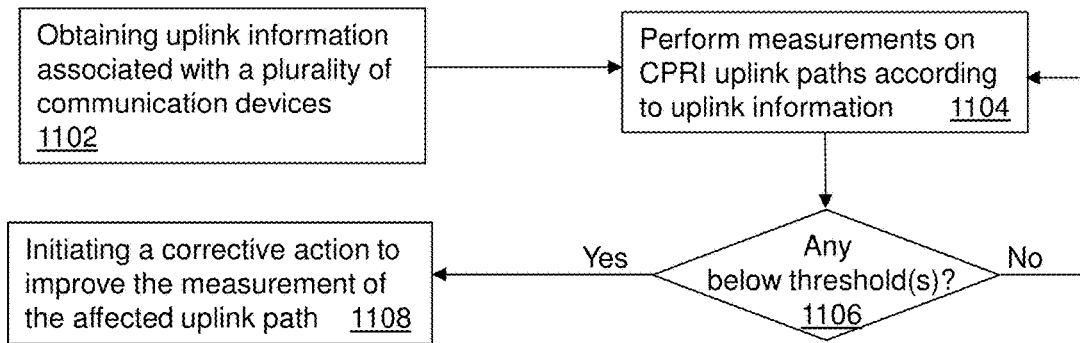 Obtaining uplink information
associated with a plurality of
communication devices
1102
Perform measurements on
CPRI uplink paths according
to uplink information 1104
Any
below threshold(s)?
1106
Yes
No
Initiating a corrective action to
improve the measurement of
the affected uplink path 1108